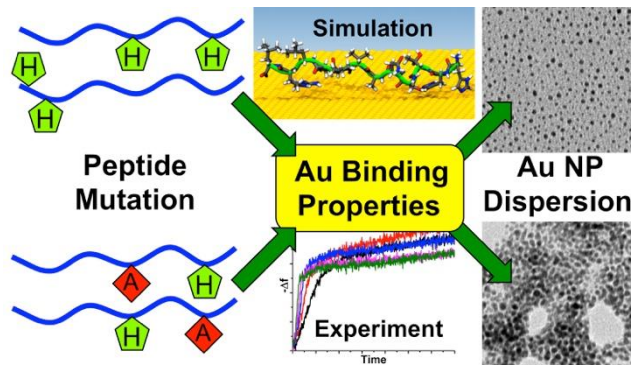 H
H
H
H
Simulation
Peptide
Mutation
Au Binding
Properties
Au NP
Dispersion
A
H
H
A
-Δf
Experiment
Time